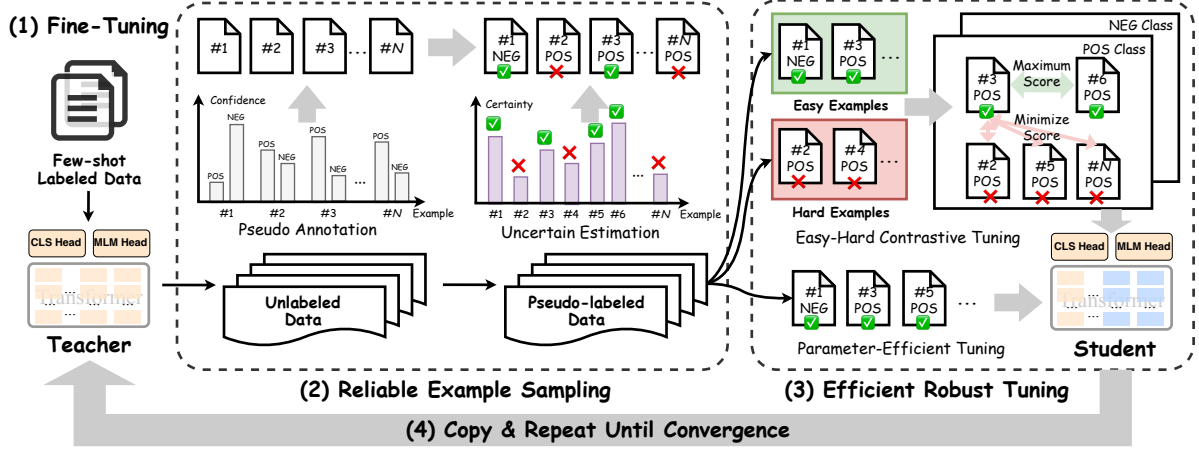 (1) Fine-Tuning
Few-shot
Labeled Data
CLS Head
MLM Head
Transformer
Teacher
#1
#2
#3
...
#N
#1
NEG
#2
POS
#3
POS
...
#N
POS
Confidence
POS
NEG
POS
NEG
POS
NEG
...
POS
NEG
#1
#2
#3
#N
Example
Pseudo Annotation
Certainty
...
#1
#2
#3
#4
#5
#6
#N
Example
Uncertain Estimation
Unlabeled
Data
Pseudo-labeled
Data
(2) Reliable Example Sampling
#1
NEG
#3
POS
...
Easy Examples
#2
POS
#4
POS
...
Hard Examples
NEG Class
POS Class
#3
POS
Maximum
Score
#6
POS
Minimize
Score
#2
POS
#5
POS
#N
POS
Easy-Hard Contrastive Tuning
CLS Head
MLM Head
#1
NEG
#3
POS
#5
POS
...
Transformer
Parameter-Efficient Tuning
Student
(3) Efficient Robust Tuning
(4) Copy & Repeat Until Convergence